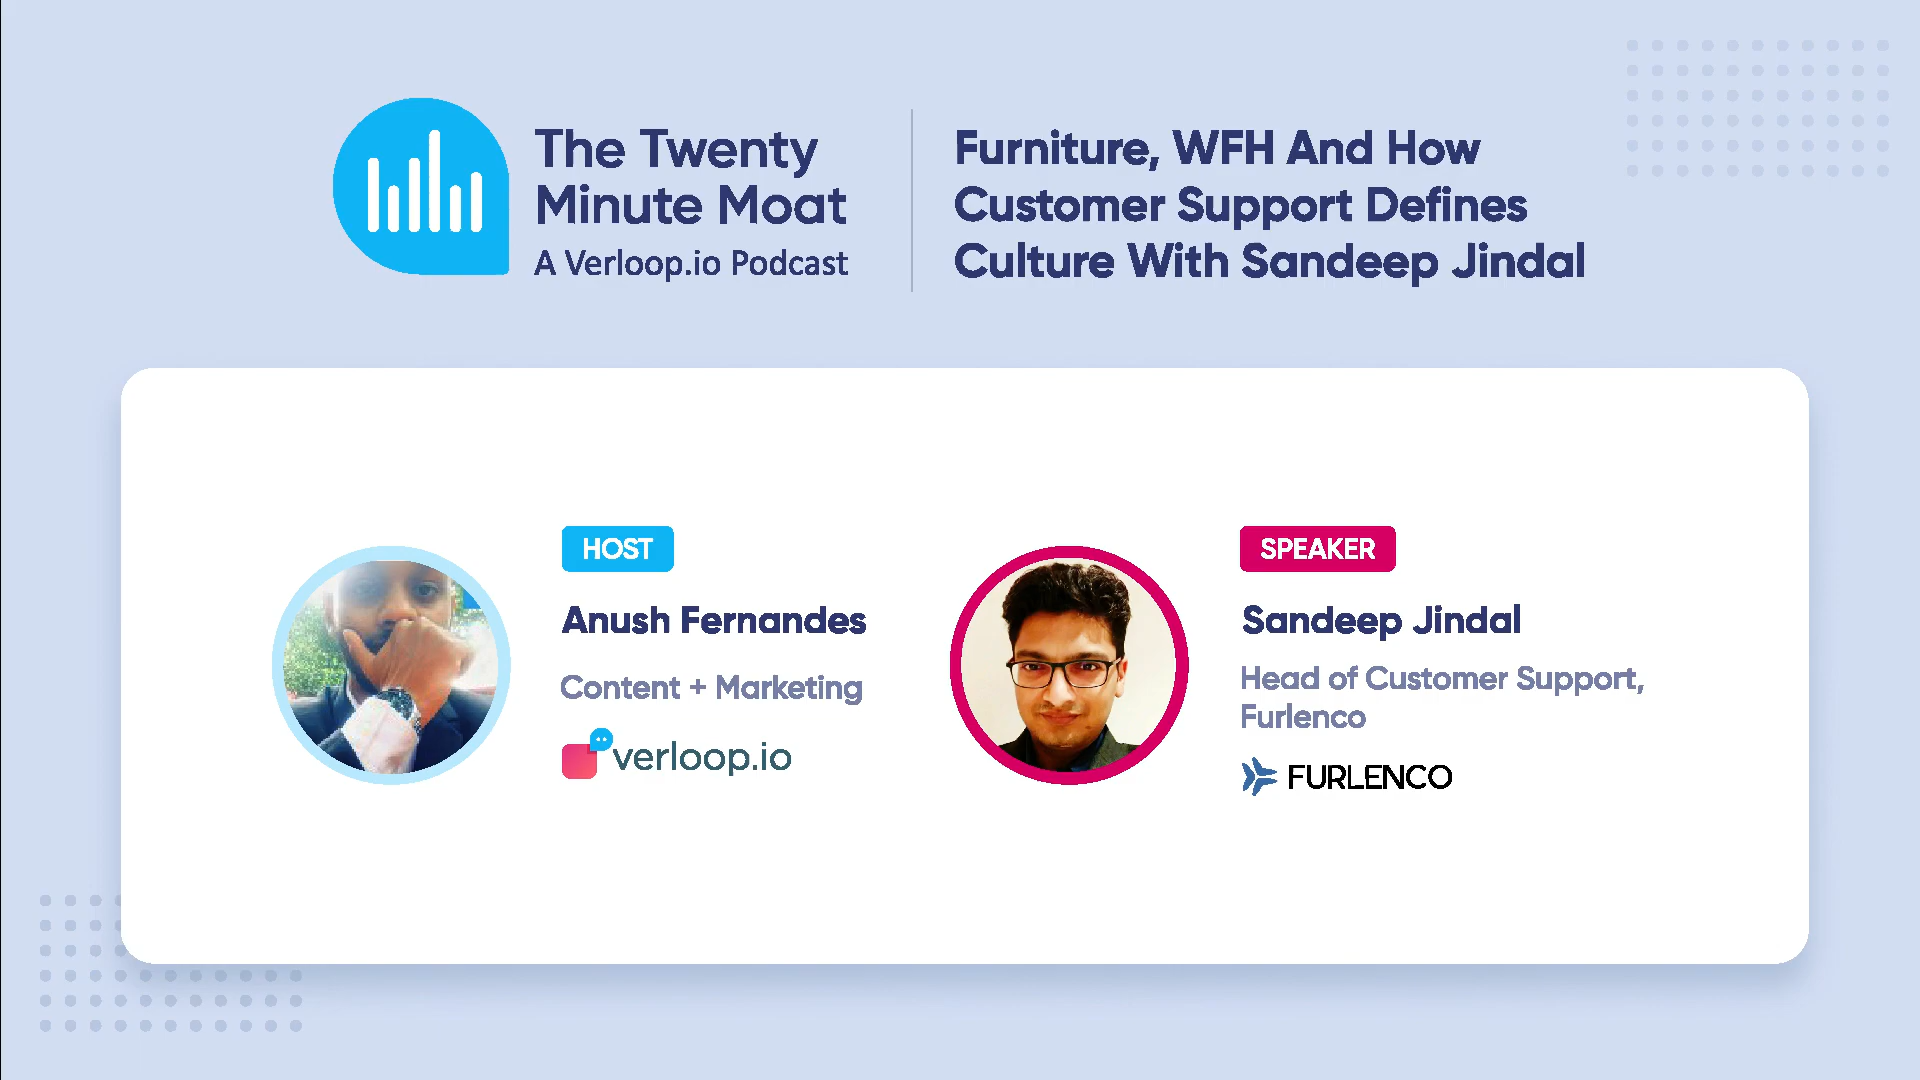 The Twenty
Minute Moat
A Verloop.io Podcast
Furniture, WFH And How
Customer Support Defines
Culture With Sandeep Jindal
HOST
Anush Fernandes
Content + Marketing
verloop.io
SPEAKER
Sandeep Jindal
Head of Customer Support,
Furlenco
FURLENCO